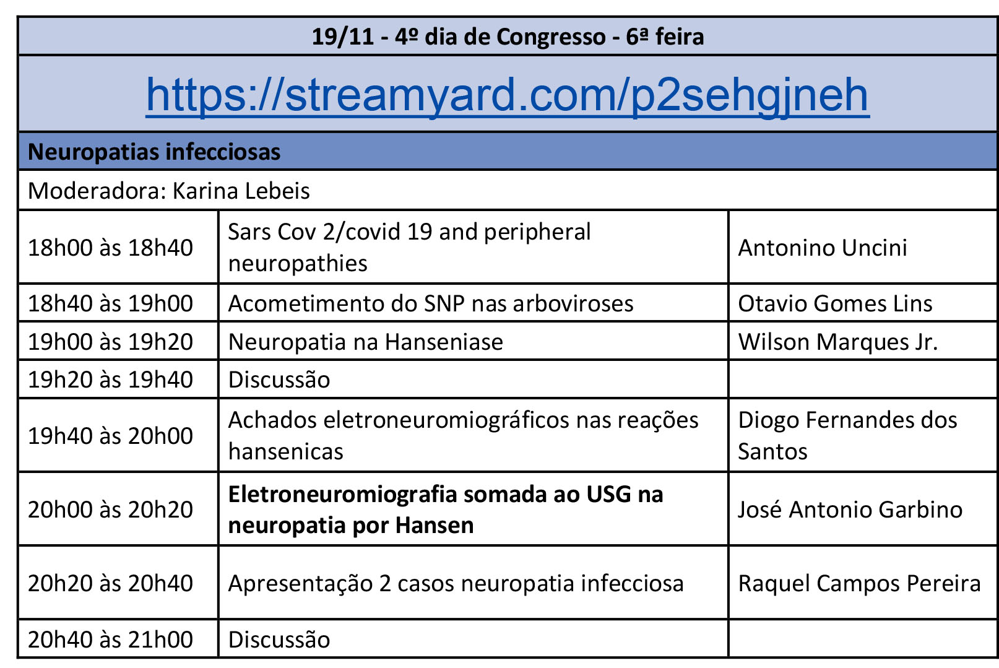 19/11 - 4º dia de Congresso - 6ª feira
https://streamyard.com/p2sehgjneh
Neuropatias infecciosas
Moderadora: Karina Lebeis
18h00 às 18h40
Sars Cov 2/covid 19 and peripheral
neuropathies
Antonino Uncini
18h40 às 19h00
Acometimento do SNP nas arboviroses
Otavio Gomes Lins
19h00 às 19h20
Neuropatia na Hanseniase
Wilson Marques Jr.
19h20 às 19h40
Discussão
19h40 às 20h00
Achados eletroneuromiográficos nas reações
hansenicas
Diogo Fernandes dos
Santos
20h00 às 20h20
Eletroneuromiografia somada ao USG na
neuropatia por Hansen
José Antonio Garbino
20h20 às 20h40
Apresentação 2 casos neuropatia infecciosa
Raquel Campos Pereira
20h40 às 21h00
Discussão